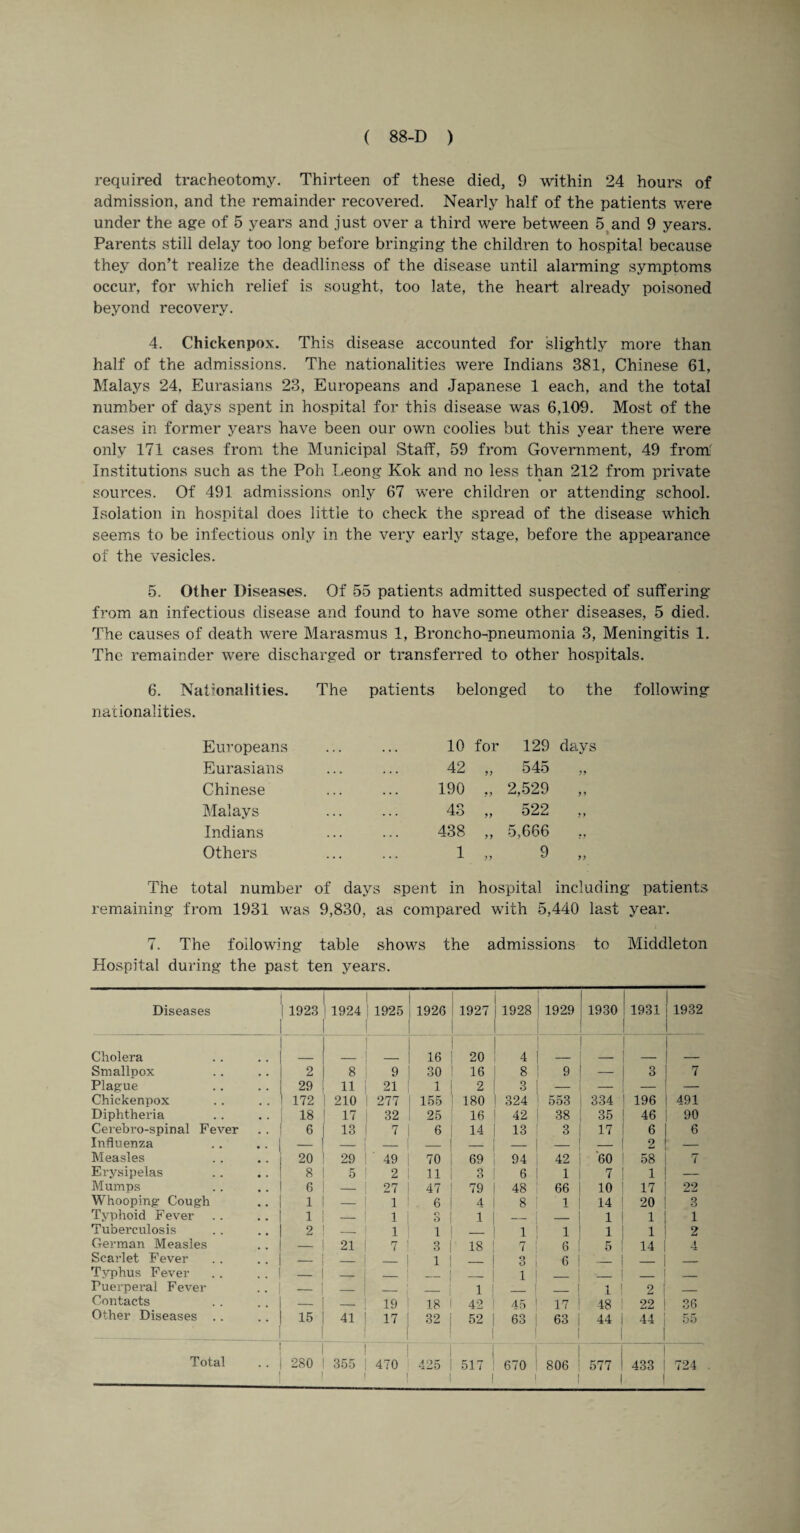 ( 88-D )
required tracheotomy. Thirteen of these died, 9 within 24 hours of
admission, and the remainder recovered. Nearly half of the patients were
under the age of 5 years and just over a third were between 5 and 9 years.
Parents still delay too long before bringing the children to hospital because
they don't realize the deadliness of the disease until alarming symptoms
occur, for which relief is sought, too late, the heart already poisoned
beyond recovery.
4. Chickenpox. This disease accounted for slightly more than
half of the admissions. The nationalities were Indians 381, Chinese 61,
Malays 24, Eurasians 23, Europeans and Japanese 1 each, and the total
number of days spent in hospital for this disease was 6,109. Most of the
cases in former years have been our own coolies but this year there were
only 171 cases from the Municipal Staff, 59 from Government, 49 from
Institutions such as the Poh Leong Kok and no less than 212 from private
sources. Of 491 admissions only 67 were children or attending school.
Isolation in hospital does little to check the spread of the disease which
seems to be infectious only in the very early stage, before the appearance
of the vesicles.
5. Other Diseases. Of 55 patients admitted suspected of suffering
from an infectious disease and found to have some other diseases, 5 died.
The causes of death were Marasmus 1, Broncho-pneumonia 3, Meningitis 1.
The remainder were discharged or transferred to other hospitals.
6. Nationalities. The patients belonged to the following
nationalities.
Europeans ... ... 10 for 129 days
Eurasians ... ... 42 „ 545 „
Chinese ... ... 190 „ 2,529 „
Malays ... ... 43 „ 522 „
Indians ... ... 438 „ 5,666 „
Others ... ... 1 „ 9 „
The total number of days spent in hospital including patients
remaining from 1931 was 9,830, as compared with 5,440 last year.
7. The following table shows the admissions to Middleton
Hospital during the past ten years.
Diseases 1923 1924 1925 1926 1927 1928 1929 1930 1931 1932
Cholera .. .. — — — 16 20 4 — — — —
Smallpox .. .. 2 8 9 30 16 8 9 — 3 7
Plague .. .. 29 11 21 1 2 3 — — — —
Chickenpox .. .. 172 210 277 155 180 324 553 334 196 491
Diphtheria .. .. 18 17 32 25 16 42 38 35 46 90
Cerebro-spinal Fever .. 6 13 7 6 14 13 3 17 6 6
Influenza .. .. — — — — — — — — 2 —
Measles .. .. 20 29 49 70 69 94 42 60 58 7
Erysipelas .. .. 8 5 2 11 3 6 1 7 1 —
Mumps .. .. 6 — 27 47 79 48 66 10 17 22
Whooping Cough .. 1 — 1 6 4 8 1 14 20 3
Typhoid Fever .. .. 1 — 1 3 1 — — 1 1 1
Tuberculosis .. .. 2 — 1 1 — 1 1 1 1 2
German Measles .. — 21 7 3 18 7 6 5 14 4
Scarlet Fever .. .. — — — 1 — 3 6 — — —
Typhus Fever .. .. — — — — — 1 — — — —
Puerperal Fever .. — — — — 1 — — 1 2 —
Contacts .. .. — — 19 18 42 45 17 48 22 36
Other Diseases .. .. 15 41 17 32 52 63 63 44 44 55
Total .. 280 355 470 425 517 670 806 577 433 724